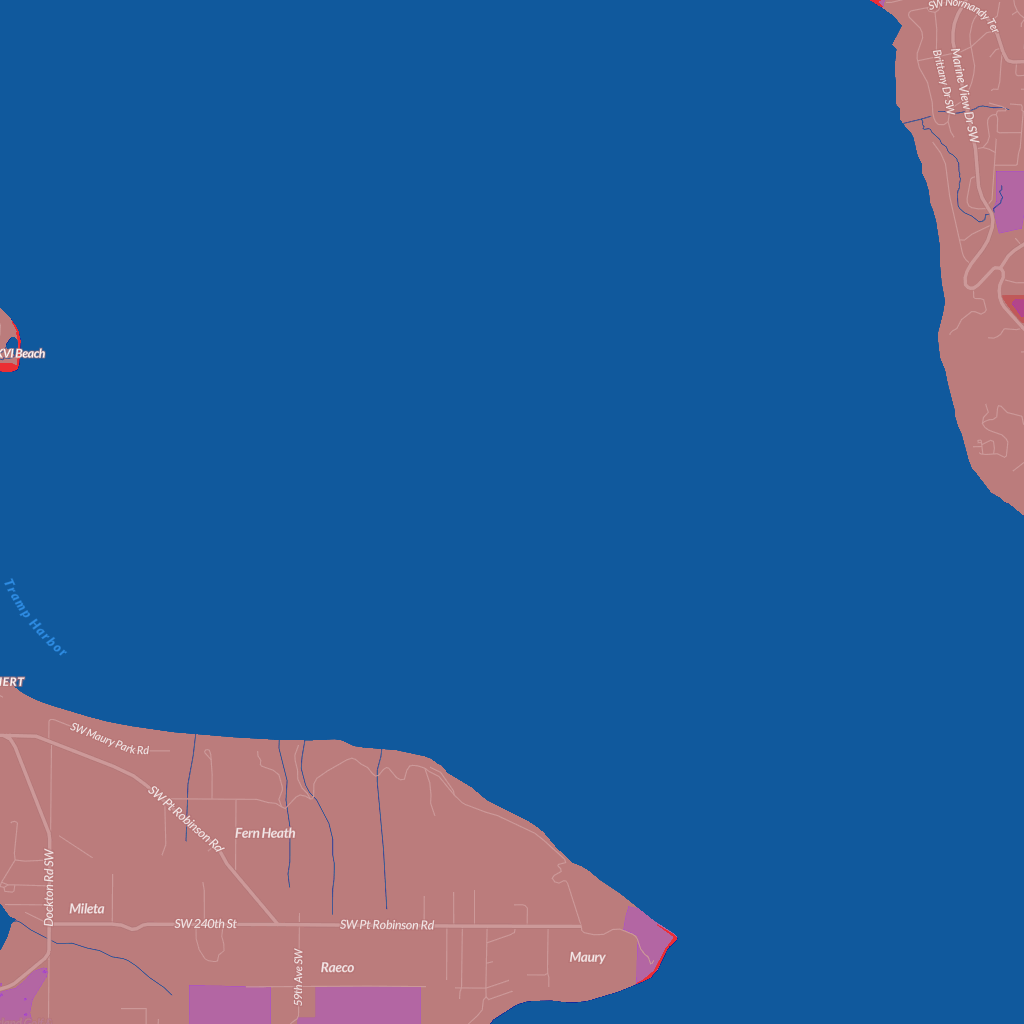 SW Normandy Ter
Marine View Dr SW
Brittany Dr SW
KVI Beach
Tramp Harbor
SW Maury Park Rd
SW Pt Robinson Rd
Fern Heath
Dockton Rd SW
Mileta
SW 240th St
SW Pt Robinson Rd
Maury
Raeco
59th Ave SW